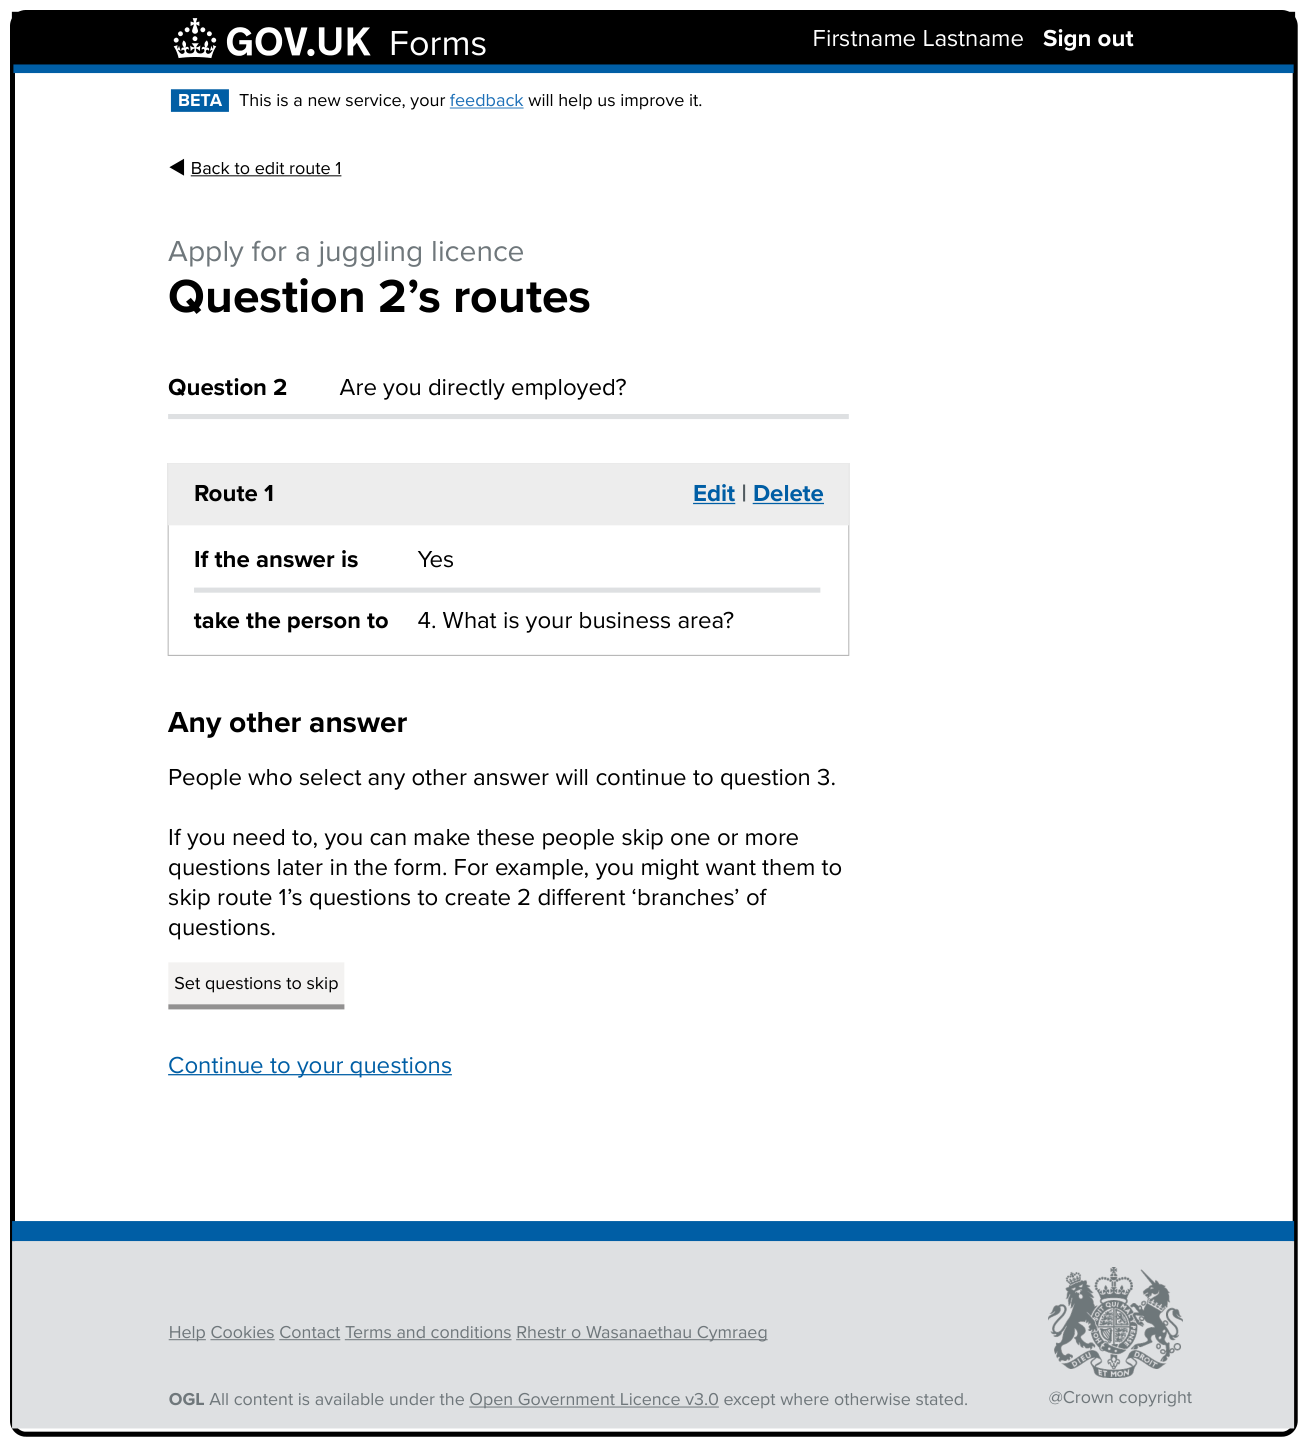 GOV.UK Forms Firstname Lastname Sign out
BETA This is a new service, your feedback will help us improve it.
Back to edit route 1
Apply for a juggling licence
Question 2’s routes
Question 2 Are you directly employed?
Route 1 Edit | Delete
If the answer is Yes
take the person to 4. What is your business area?
Any other answer
People who select any other answer will continue to question 3.
If you need to, you can make these people skip one or more
questions later in the form. For example, you might want them to
skip route 1’s questions to create 2 different ‘branches’ of
questions.
Set questions to skip
Continue to your questions
Help Cookies Contact Terms and conditions Rhestr o Wasanaethau Cymraeg
DIEU ET MON DROIT
OGL All content is available under the Open Government Licence v3.0 except where otherwise stated.
@Crown copyright